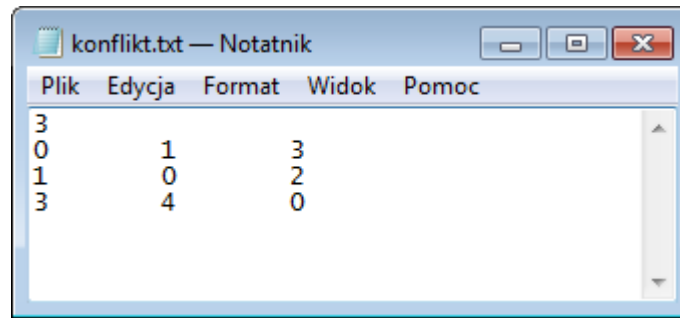 konflikt.txt — Notatnik
Plik Edycja Format Widok Pomoc
3
0 1 3
1 0 2
3 4 0